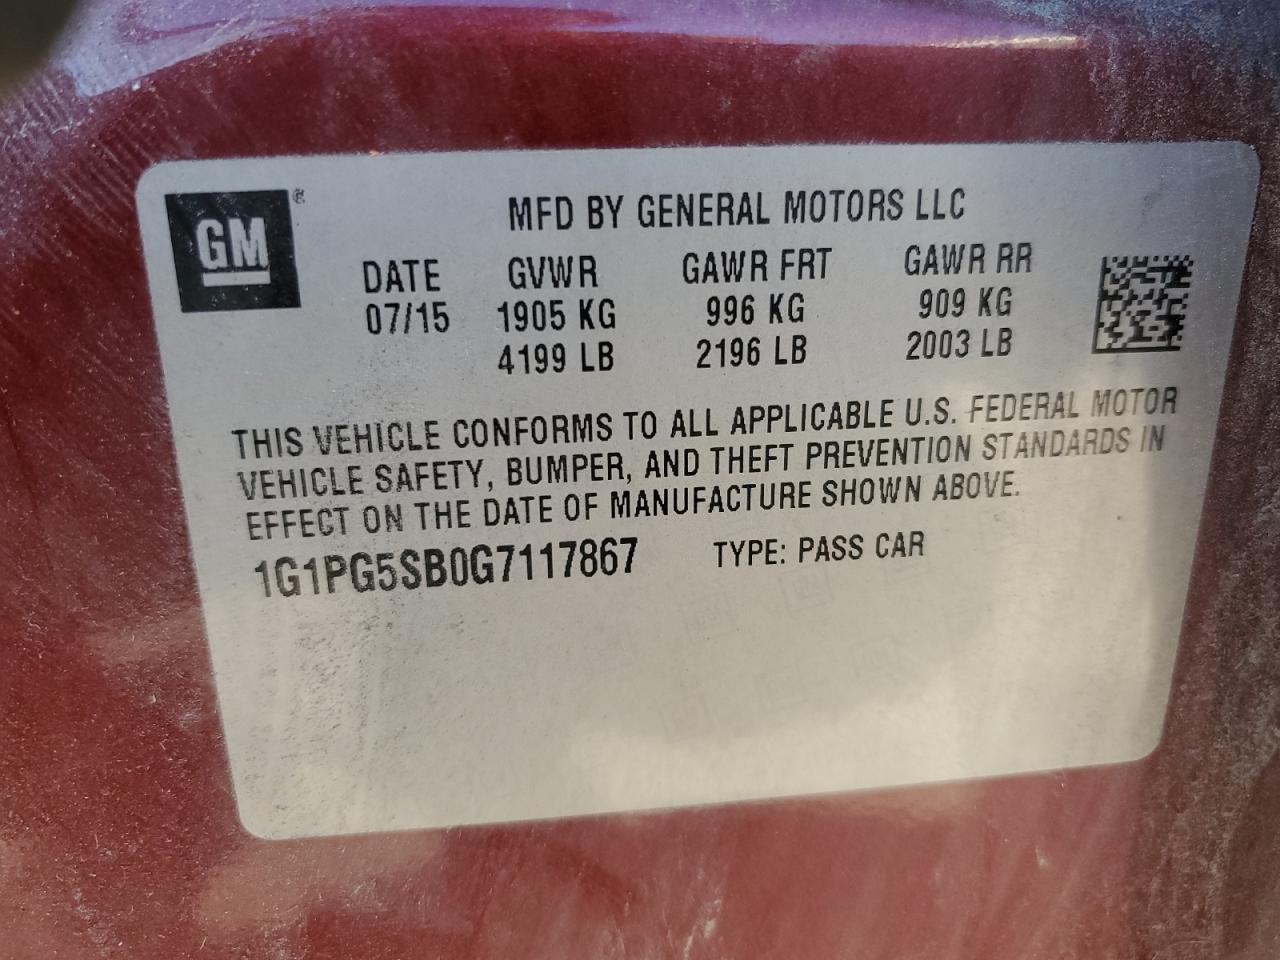 GM®
MFD BY GENERAL MOTORS LLC
DATE GVWR GAWR FRT GAWR RR
07/15 1905 KG 996 KG 909 KG
4199 LB 2196 LB 2003 LB
THIS VEHICLE CONFORMS TO ALL APPLICABLE U.S. FEDERAL MOTOR
VEHICLE SAFETY, BUMPER, AND THEFT PREVENTION STANDARDS IN
EFFECT ON THE DATE OF MANUFACTURE SHOWN ABOVE.
1G1PG5SB0G7117867 TYPE: PASS CAR